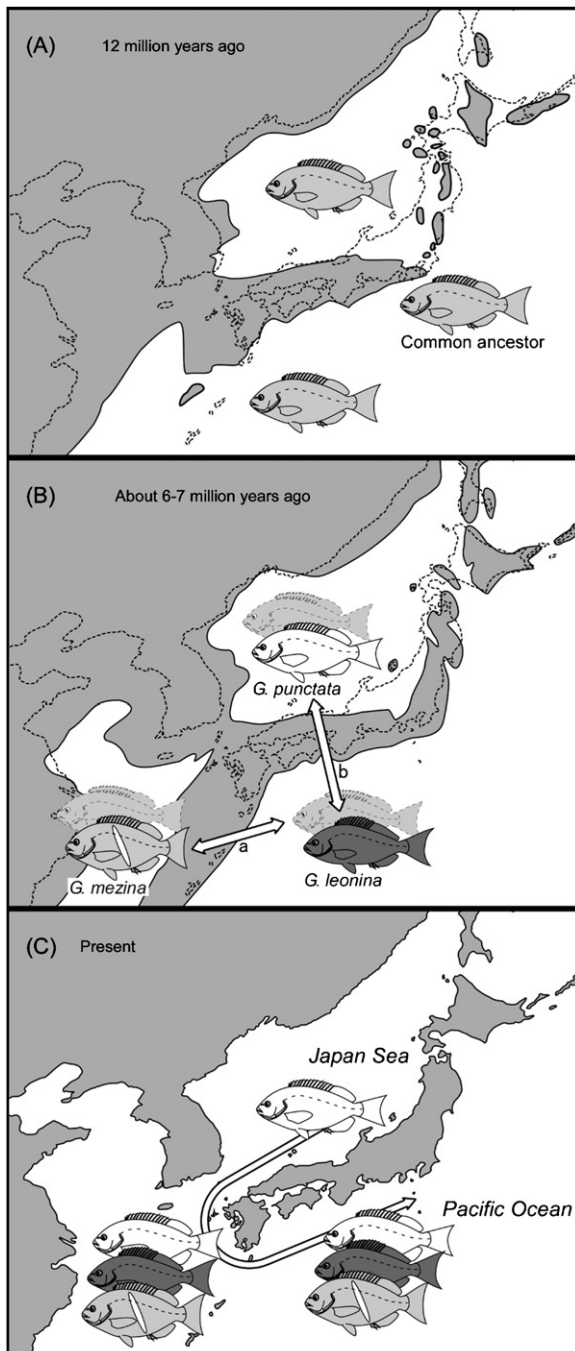 (A) 12 million years ago
Common ancestor
(B) About 6-7 million years ago
G. punctata
b
a
G. mezina
G. leonina
(C) Present
Japan Sea
Pacific Ocean